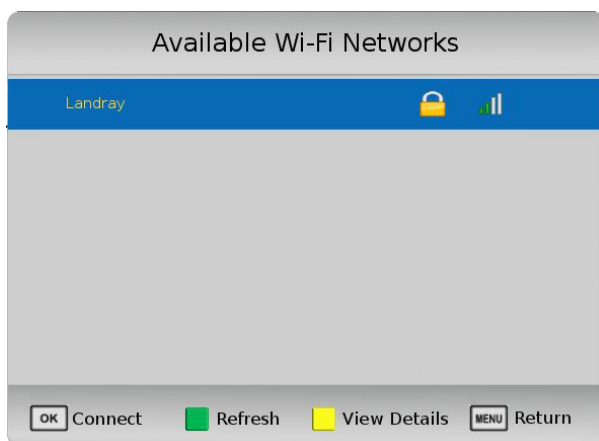 Available Wi-Fi Networks
Landray
OK Connect Refresh View Details MENU Return